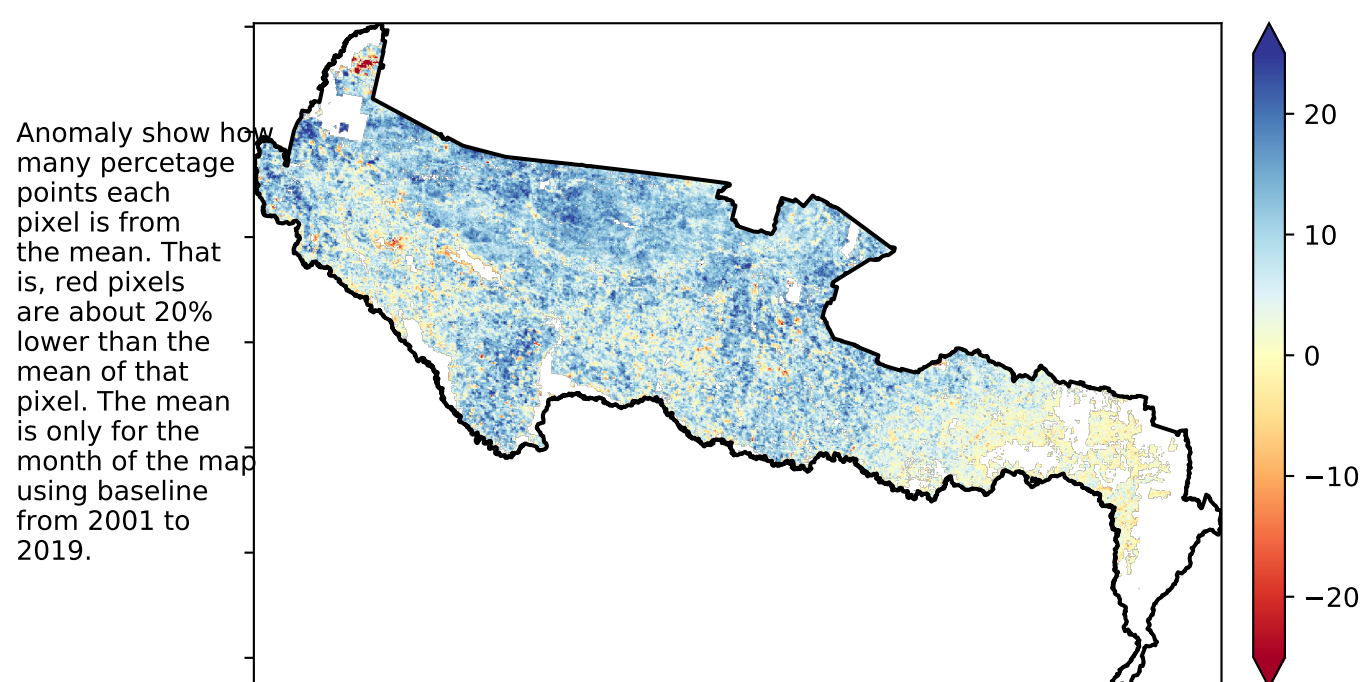 Anomaly show how
many percetage
points each
pixel is from
the mean. That
is, red pixels
are about 20%
lower than the
mean of that
pixel. The mean
is only for the
month of the map
using baseline
from 2001 to
2019.
20
10
0
−10
−20